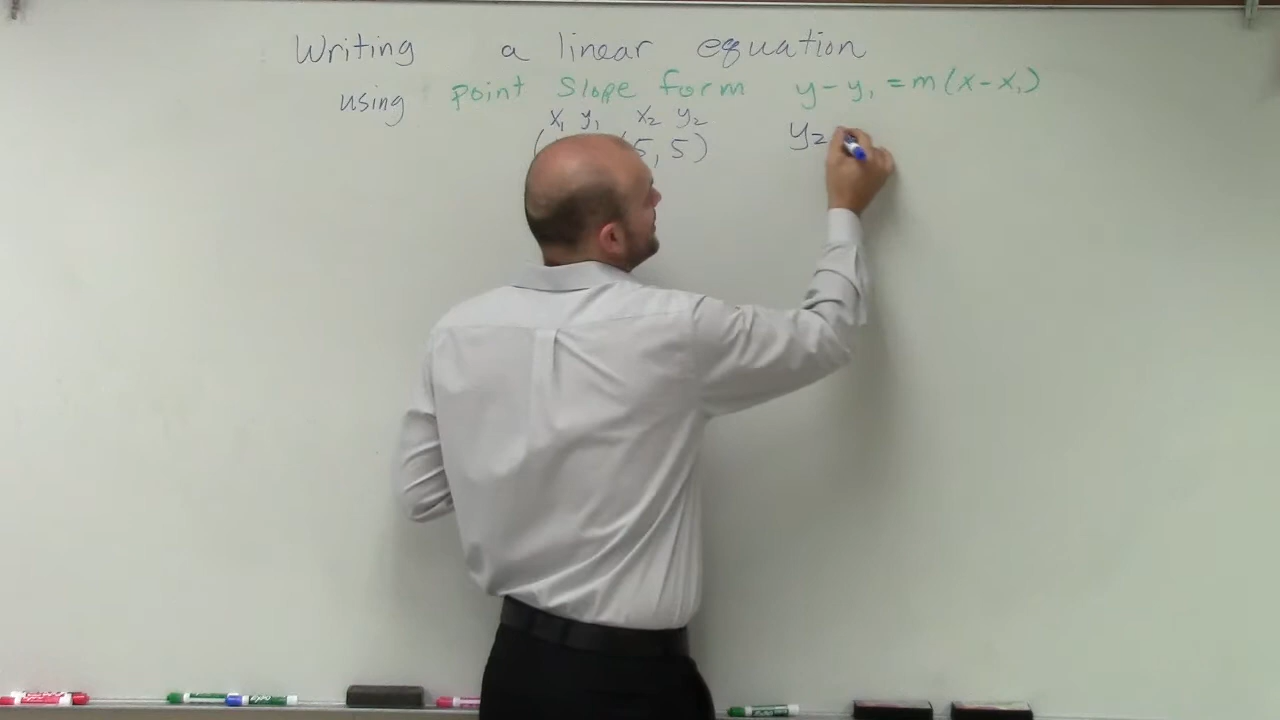 Writing a linear equation
using point Slope form y - y₁ = m(x - x₁)
x₁ y₁ x₂ y₂
( (5, 5) y₂